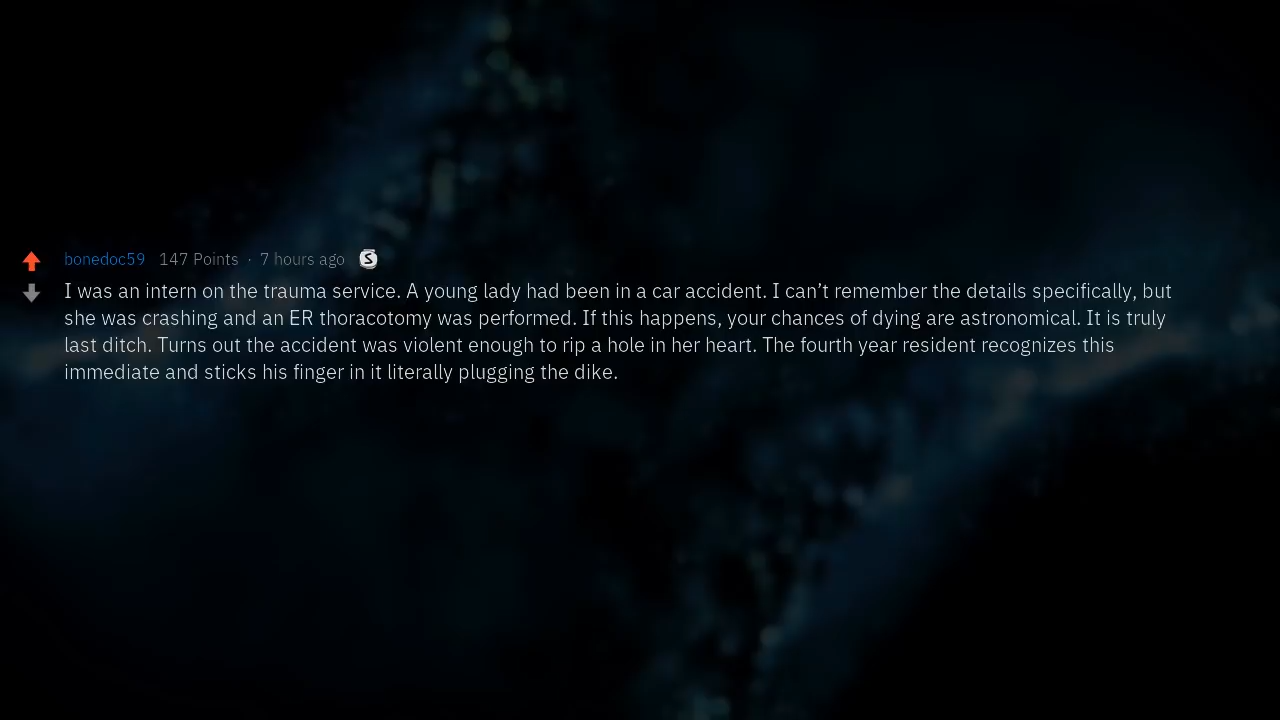 bonedoc59 147 Points · 7 hours ago S
I was an intern on the trauma service. A young lady had been in a car accident. I can’t remember the details specifically, but
she was crashing and an ER thoracotomy was performed. If this happens, your chances of dying are astronomical. It is truly
last ditch. Turns out the accident was violent enough to rip a hole in her heart. The fourth year resident recognizes this
immediate and sticks his finger in it literally plugging the dike.